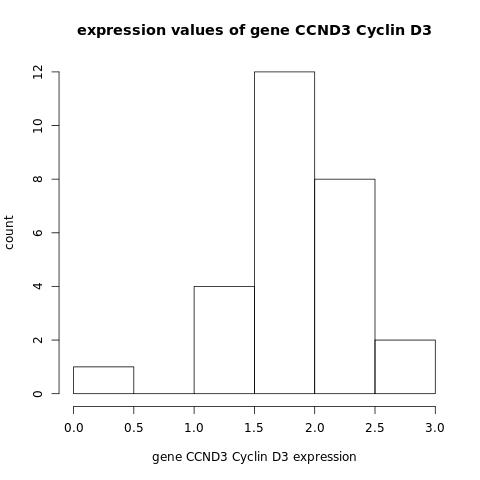 expression values of gene CCND3 Cyclin D3
count
12
10
8
6
4
2
0
0.0 0.5 1.0 1.5 2.0 2.5 3.0
gene CCND3 Cyclin D3 expression